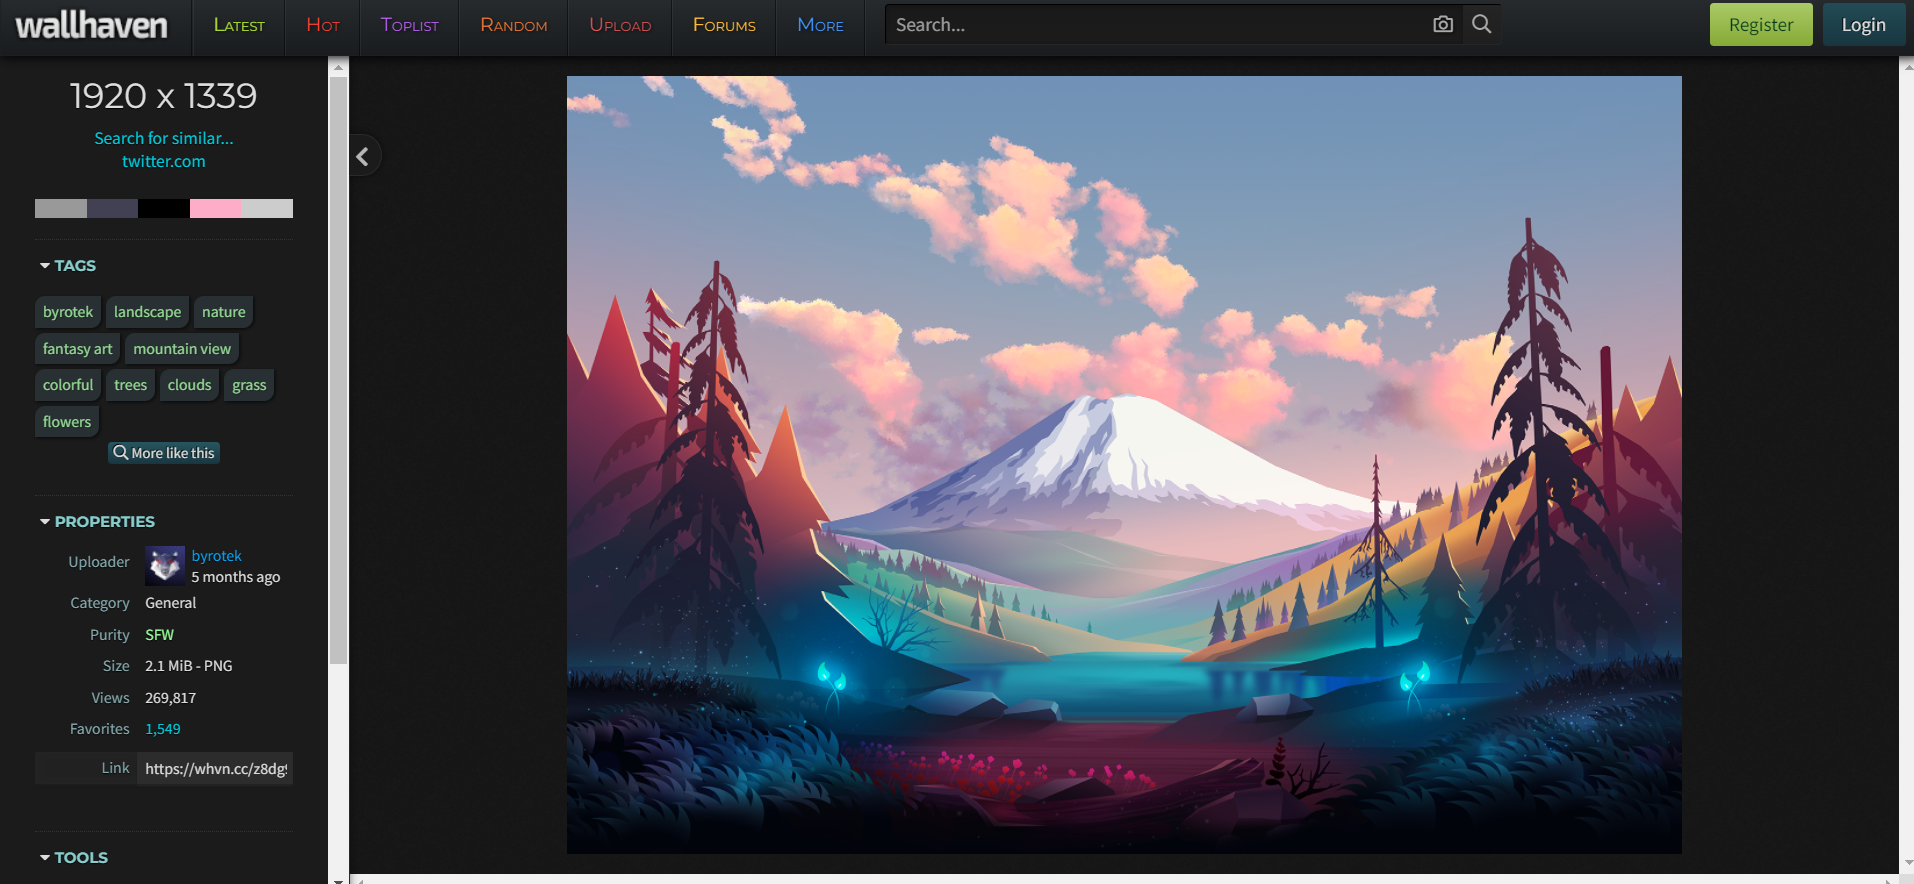 wallhaven
Latest
Hot
Toplist
Random
Upload
Forums
More
Search...
Register
Login
1920 x 1339
Search for similar...
twitter.com
TAGS
byrotek landscape nature
fantasy art mountain view
colorful trees clouds grass
flowers
More like this
PROPERTIES
Uploader byrotek
5 months ago
Category General
Purity SFW
Size 2.1 MiB - PNG
Views 269,817
Favorites 1,549
Link https://whvn.cc/z8dg
TOOLS